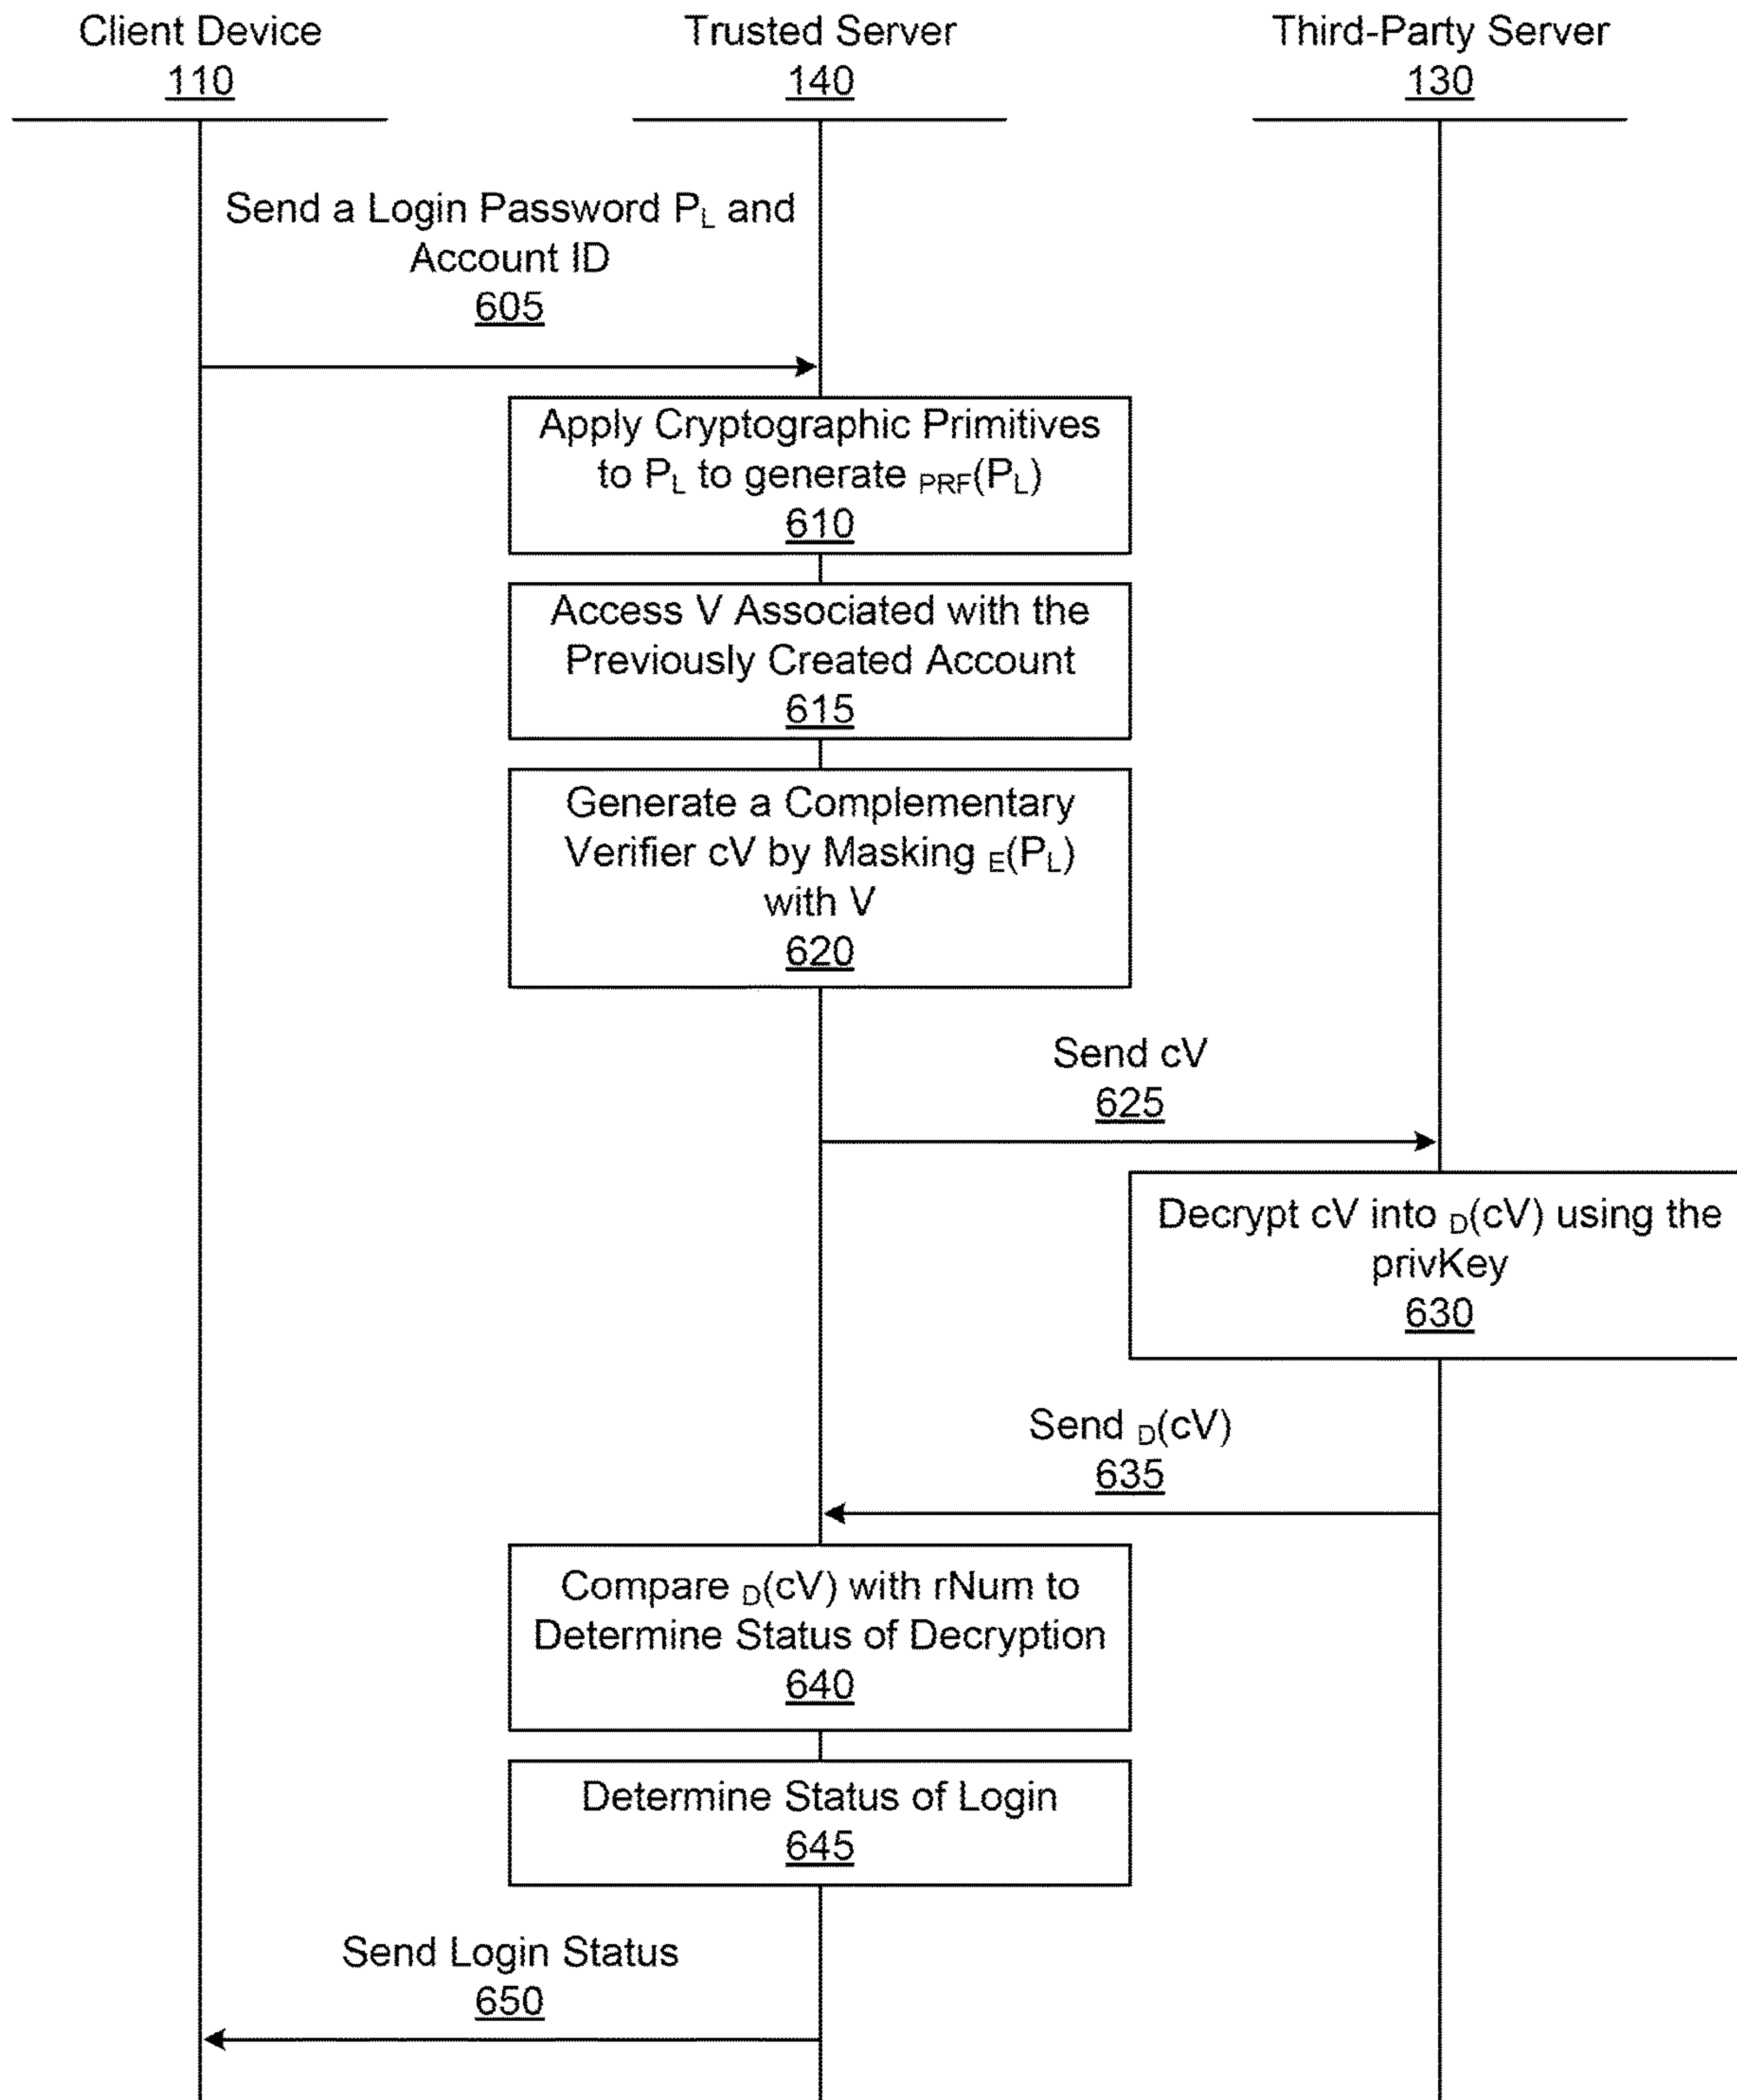 Client Device
110
Trusted Server
140
Third-Party Server
130
Send a Login Password PL and
Account ID
605
Apply Cryptographic Primitives
to PL to generate PRF(PL)
610
Access V Associated with the
Previously Created Account
615
Generate a Complementary
Verifier cV by Masking E(PL)
with V
620
Send cV
625
Decrypt cV into D(cV) using the
privKey
630
Send D(cV)
635
Compare D(cV) with rNum to
Determine Status of Decryption
640
Determine Status of Login
645
Send Login Status
650